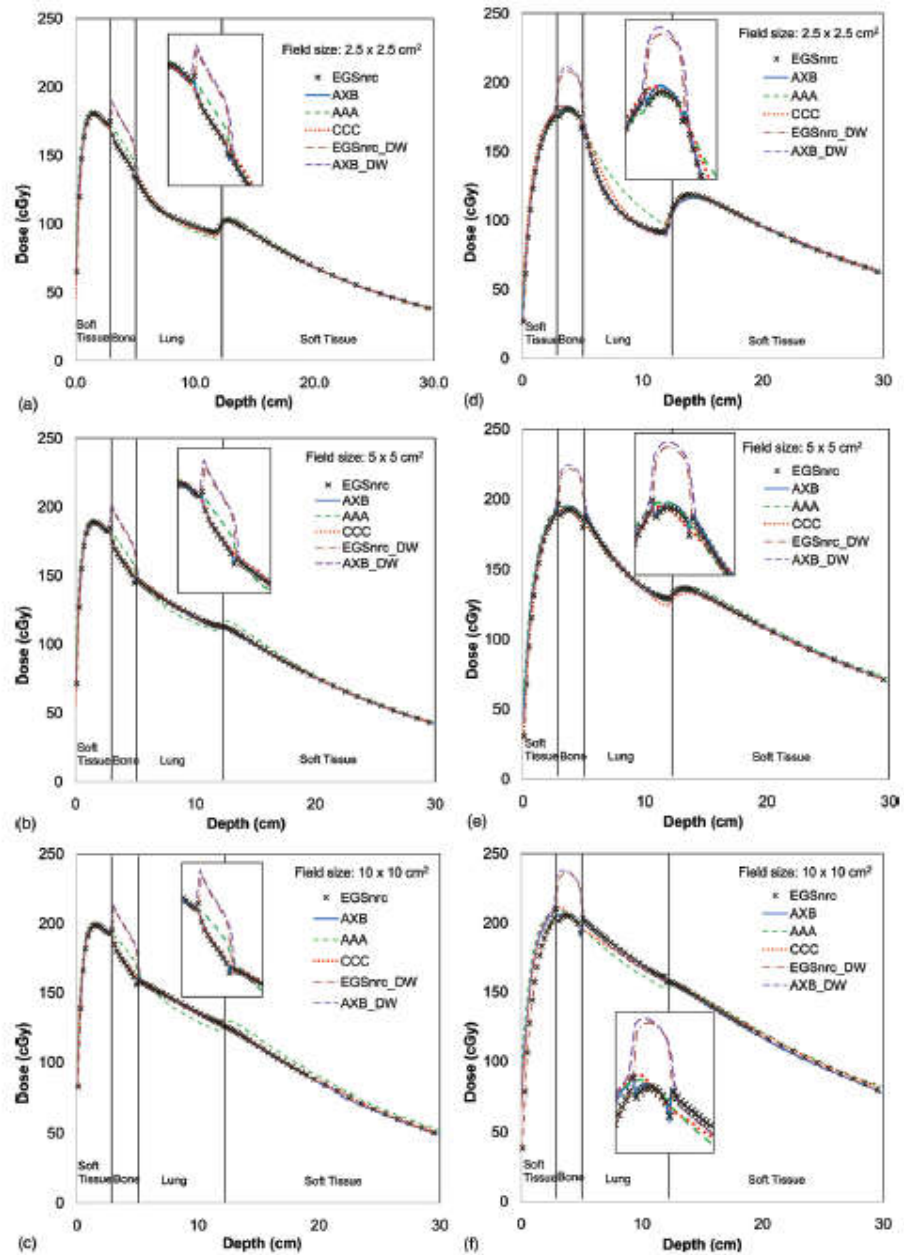 250
200
150
100
50
0
Dose (cGy)
Field size: 2.5 x 2.5 cm²
EGSnrc
AXB
AAA
CCC
EGSnrc_DW
AXB_DW
Soft
Tissue
Bone
Lung
Soft Tissue
0.0
10.0
20.0
30.0
(a)
Depth (cm)
250
200
150
100
50
0
Dose (cGy)
Field size: 2.5 x 2.5 cm²
EGSnrc
AXB
AAA
CCC
EGSnrc_DW
AXB_DW
Soft
Tissue
Bone
Lung
Soft Tissue
0
10
20
30
(d)
Depth (cm)
250
200
150
100
50
0
Dose (cGy)
Field size: 5 x 5 cm²
EGSnrc
AXB
AAA
CCC
EGSnrc_DW
AXB_DW
Soft
Tissue
Bone
Lung
Soft Tissue
0
10
20
30
(b)
Depth (cm)
250
200
150
100
50
0
Dose (cGy)
Field size: 5 x 5 cm²
EGSnrc
AXB
AAA
CCC
EGSnrc_DW
AXB_DW
Soft
Tissue
Bone
Lung
Soft Tissue
0
10
20
30
(e)
Depth (cm)
250
200
150
100
50
0
Dose (cGy)
Field size: 10 x 10 cm²
EGSnrc
AXB
AAA
CCC
EGSnrc_DW
AXB_DW
Soft
Tissue
Bone
Lung
Soft Tissue
0
10
20
30
(c)
Depth (cm)
250
200
150
100
50
0
Dose (cGy)
Field size: 10 x 10 cm²
EGSnrc
AXB
AAA
CCC
EGSnrc_DW
AXB_DW
Soft
Tissue
Bone
Lung
Soft Tissue
0
10
20
30
(f)
Depth (cm)